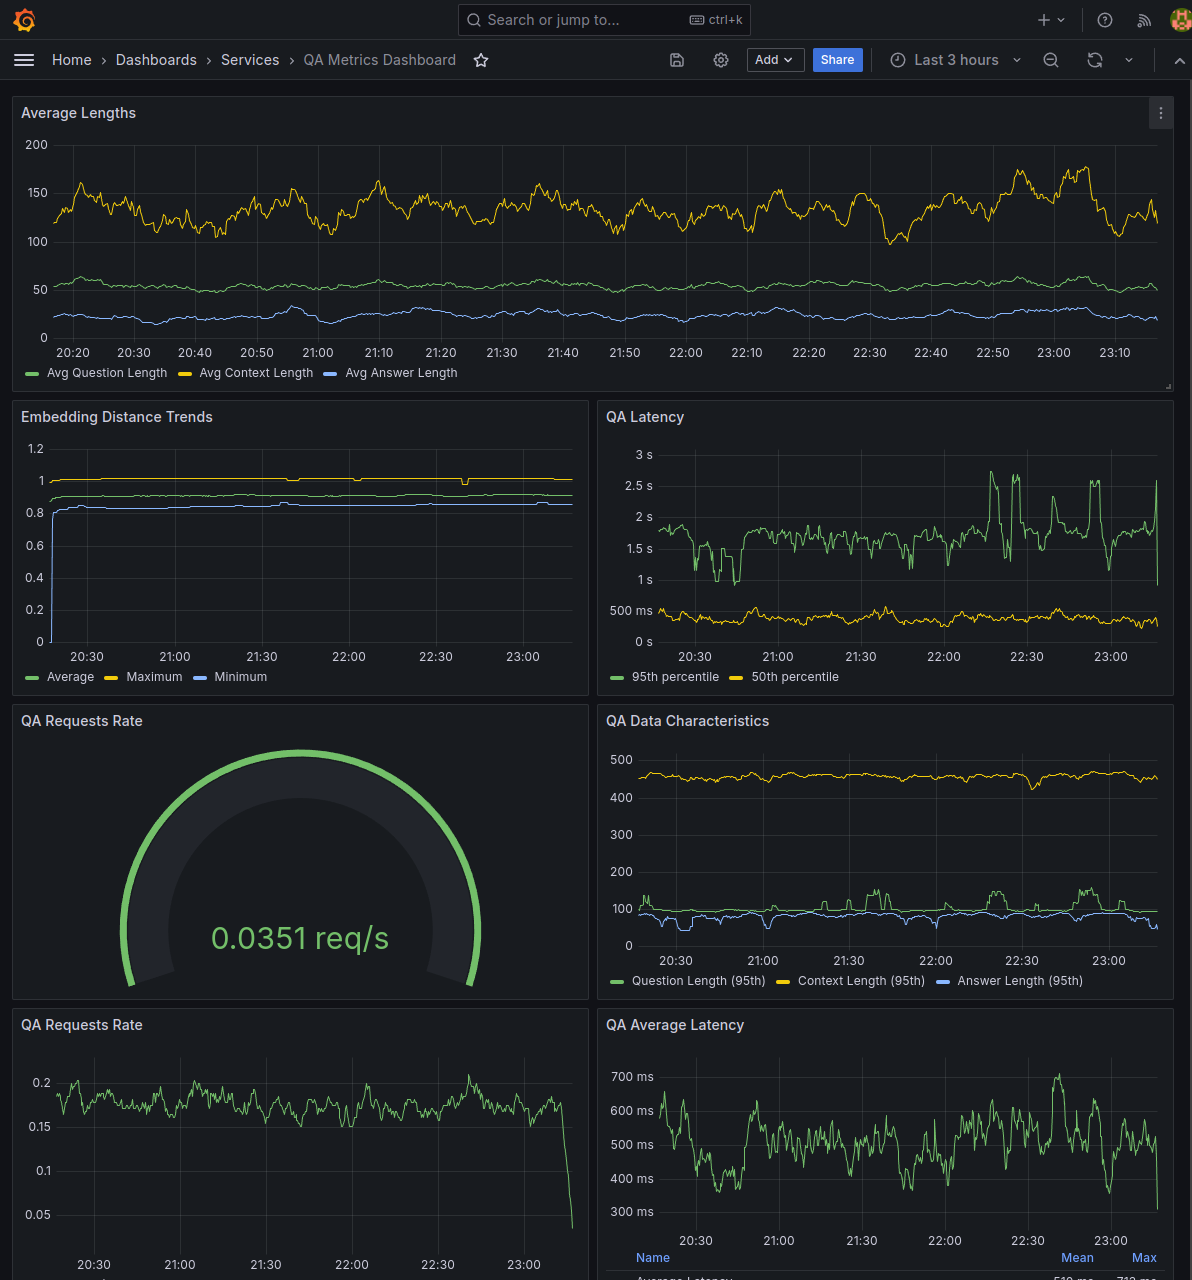 Search or jump to... ctrl+k
Home › Dashboards › Services › QA Metrics Dashboard Add Share Last 3 hours
Average Lengths
200
150
100
50
0
20:20 20:30 20:40 20:50 21:00 21:10 21:20 21:30 21:40 21:50 22:00 22:10 22:20 22:30 22:40 22:50 23:00 23:10
Avg Question Length Avg Context Length Avg Answer Length
Embedding Distance Trends
1.2
1
0.8
0.6
0.4
0.2
0
20:30 21:00 21:30 22:00 22:30 23:00
Average Maximum Minimum
QA Latency
3 s
2.5 s
2 s
1.5 s
1 s
500 ms
0 s
20:30 21:00 21:30 22:00 22:30 23:00
95th percentile 50th percentile
QA Requests Rate
0.0351 req/s
QA Data Characteristics
500
400
300
200
100
0
20:30 21:00 21:30 22:00 22:30 23:00
Question Length (95th) Context Length (95th) Answer Length (95th)
QA Requests Rate
0.2
0.15
0.1
0.05
20:30 21:00 21:30 22:00 22:30 23:00
QA Average Latency
700 ms
600 ms
500 ms
400 ms
300 ms
20:30 21:00 21:30 22:00 22:30 23:00
Name Mean Max
Average Latency